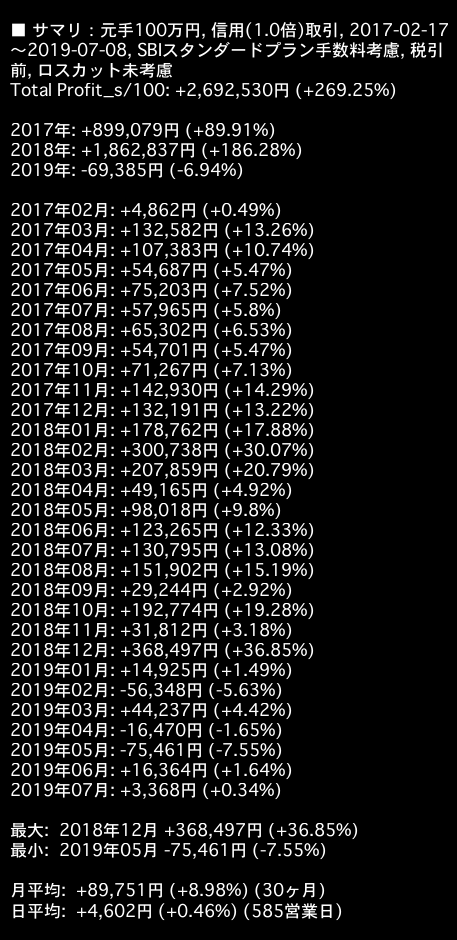 ■ サマリ : 元手100万円, 信用(1.0倍)取引, 2017-02-17
～2019-07-08, SBIスタンダードプラン手数料考慮, 税引
前, ロスカット未考慮
Total Profit_s/100: +2,692,530円 (+269.25%)
2017年: +899,079円 (+89.91%)
2018年: +1,862,837円 (+186.28%)
2019年: -69,385円 (-6.94%)
2017年02月: +4,862円 (+0.49%)
2017年03月: +132,582円 (+13.26%)
2017年04月: +107,383円 (+10.74%)
2017年05月: +54,687円 (+5.47%)
2017年06月: +75,203円 (+7.52%)
2017年07月: +57,965円 (+5.8%)
2017年08月: +65,302円 (+6.53%)
2017年09月: +54,701円 (+5.47%)
2017年10月: +71,267円 (+7.13%)
2017年11月: +142,930円 (+14.29%)
2017年12月: +132,191円 (+13.22%)
2018年01月: +178,762円 (+17.88%)
2018年02月: +300,738円 (+30.07%)
2018年03月: +207,859円 (+20.79%)
2018年04月: +49,165円 (+4.92%)
2018年05月: +98,018円 (+9.8%)
2018年06月: +123,265円 (+12.33%)
2018年07月: +130,795円 (+13.08%)
2018年08月: +151,902円 (+15.19%)
2018年09月: +29,244円 (+2.92%)
2018年10月: +192,774円 (+19.28%)
2018年11月: +31,812円 (+3.18%)
2018年12月: +368,497円 (+36.85%)
2019年01月: +14,925円 (+1.49%)
2019年02月: -56,348円 (-5.63%)
2019年03月: +44,237円 (+4.42%)
2019年04月: -16,470円 (-1.65%)
2019年05月: -75,461円 (-7.55%)
2019年06月: +16,364円 (+1.64%)
2019年07月: +3,368円 (+0.34%)
最大: 2018年12月 +368,497円 (+36.85%)
最小: 2019年05月 -75,461円 (-7.55%)
月平均: +89,751円 (+8.98%) (30ヶ月)
日平均: +4,602円 (+0.46%) (585営業日)